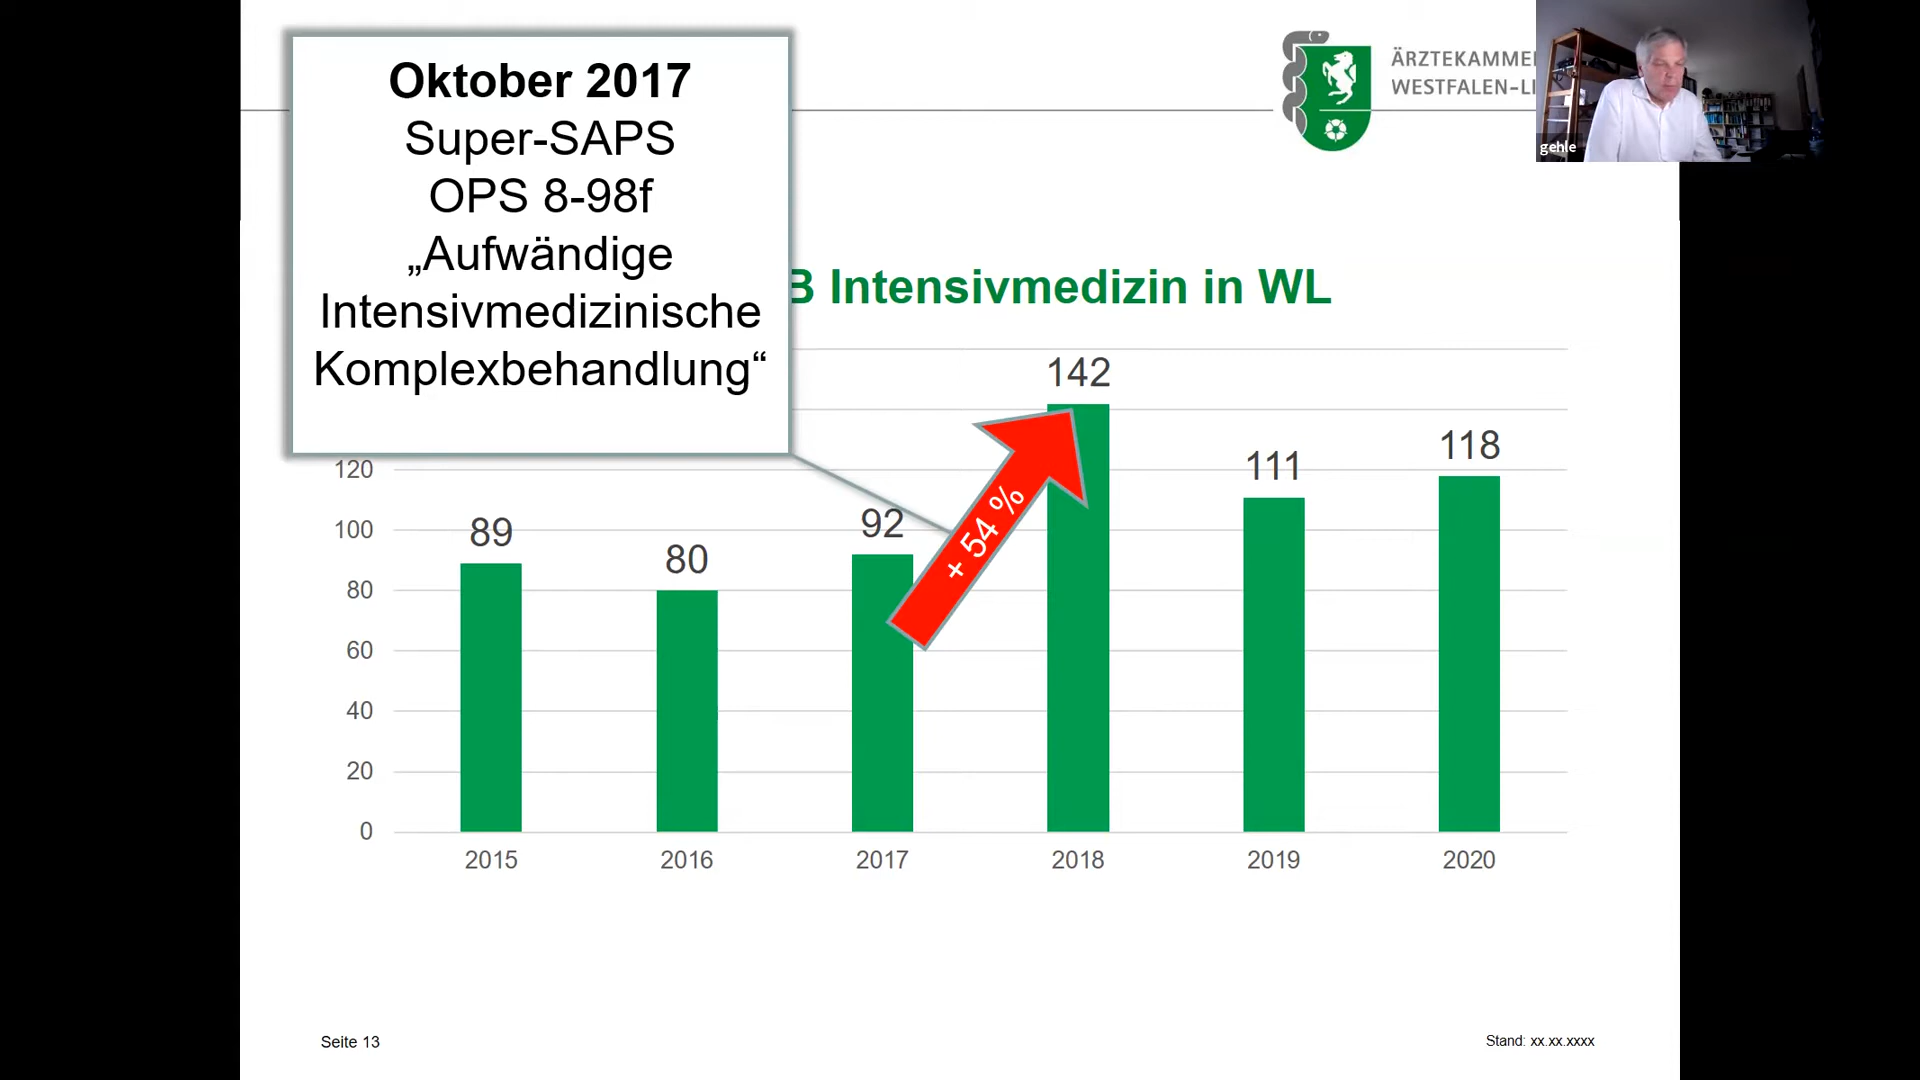 Oktober 2017
Super-SAPS
OPS 8-98f
„Aufwändige
Intensivmedizinische
Komplexbehandlung“
ÄRZTEKAMME
WESTFALEN-LI
gehle
B Intensivmedizin in WL
142
118
111
92
89
80
+ 54 %
120
100
80
60
40
20
0
2015 2016 2017 2018 2019 2020
Seite 13
Stand: xx.xx.xxxx